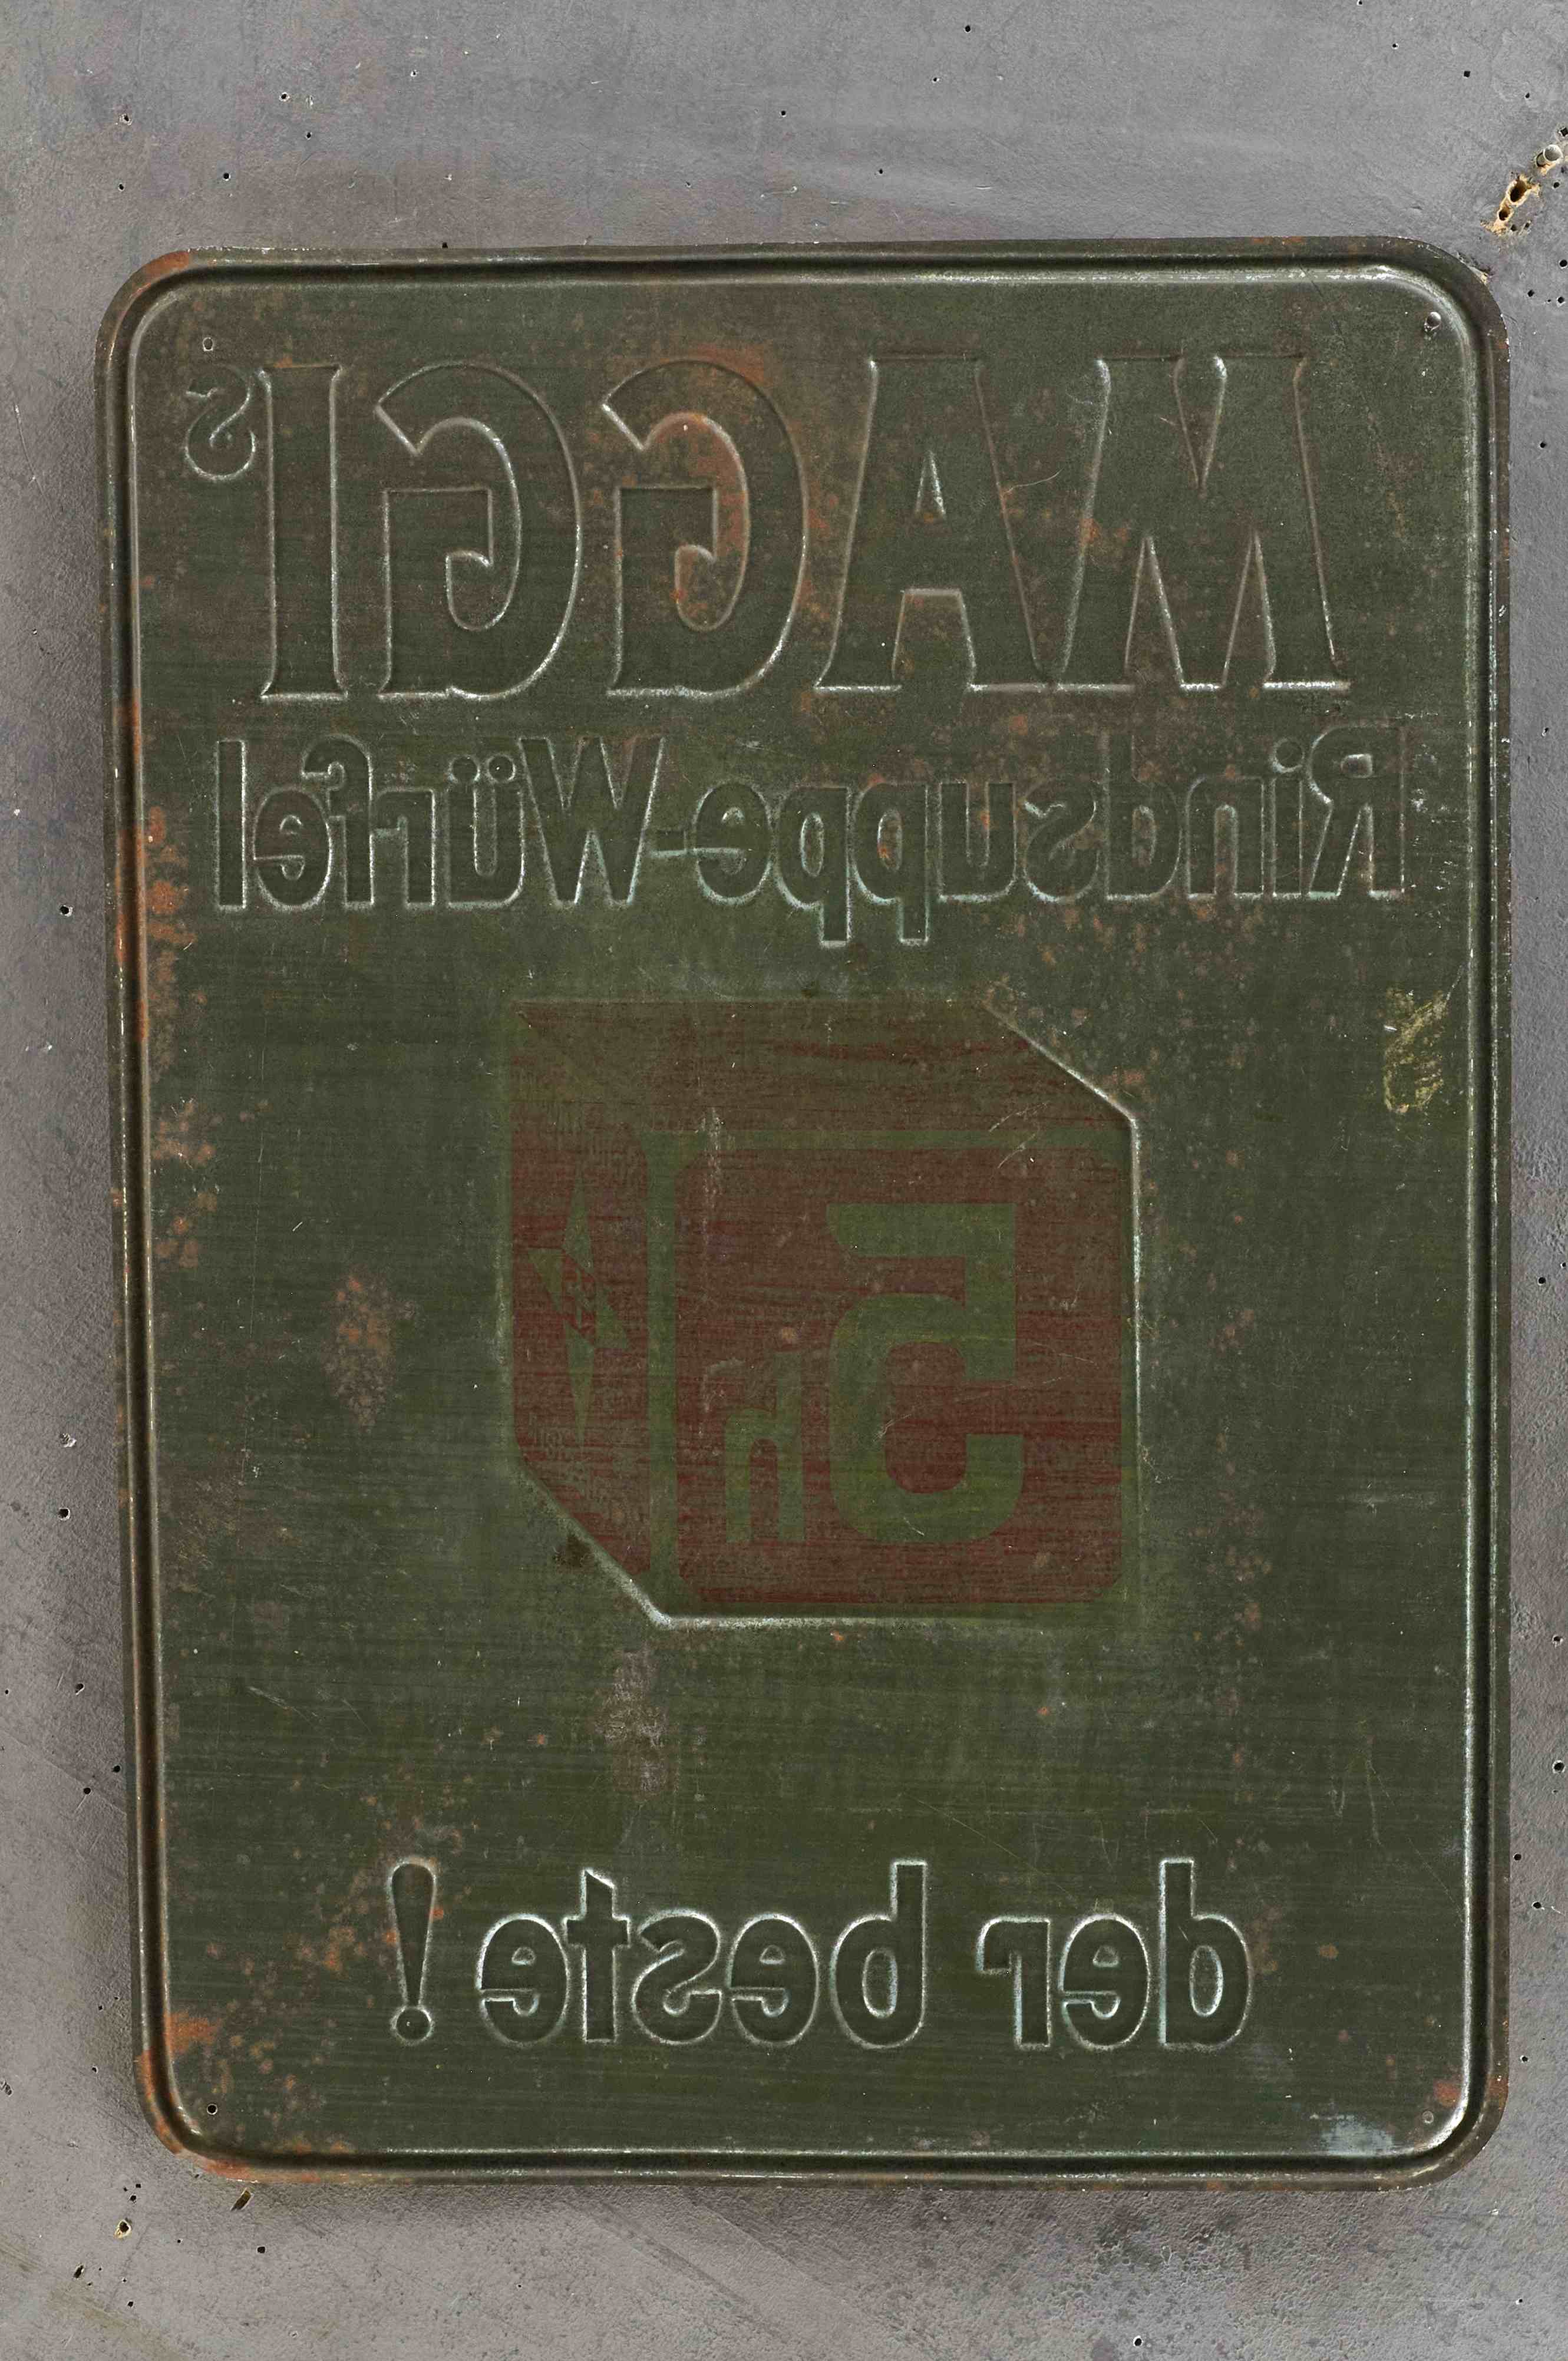 MAGGI's
Rindsuppe-Würfel
5 h
der beste !